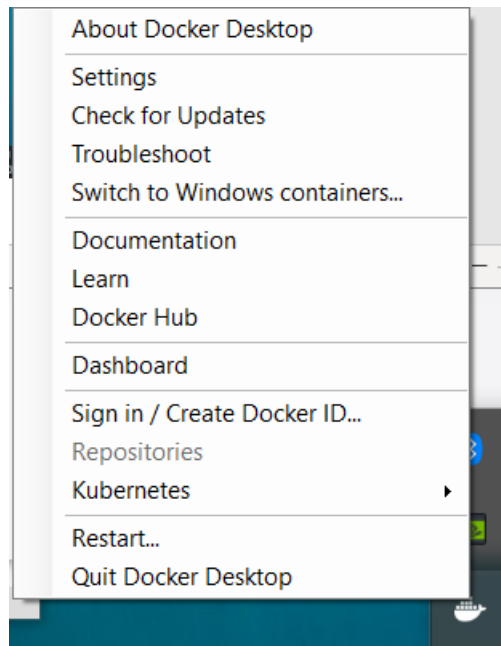 About Docker Desktop
Settings
Check for Updates
Troubleshoot
Switch to Windows containers...
Documentation
Learn
Docker Hub
Dashboard
Sign in / Create Docker ID...
Repositories
Kubernetes
Restart...
Quit Docker Desktop